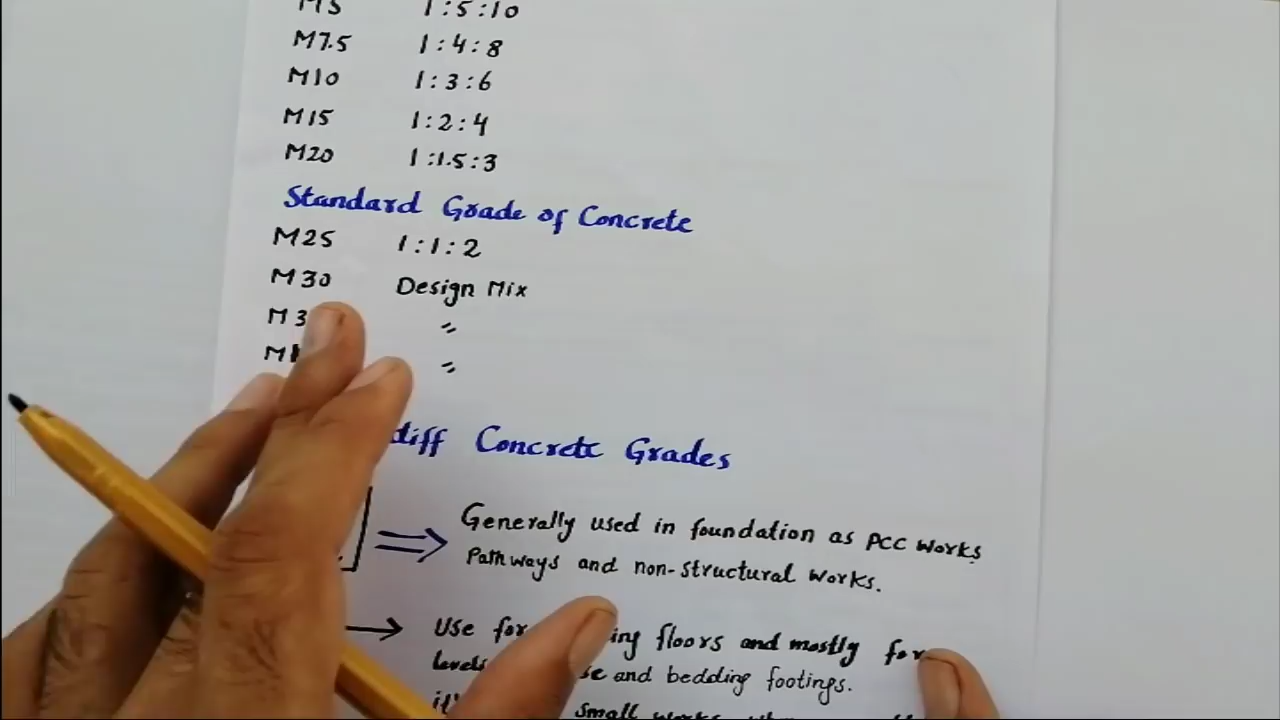 M5 1:5:10
M7.5 1:4:8
M10 1:3:6
M15 1:2:4
M20 1:1.5:3
Standard Grade of Concrete
M25 1:1:2
M30 Design Mix
M3 〃
M 〃
diff Concrete Grades
Generally used in foundation as PCC Works
Pathways and non-structural works.
Use for ing floors and mostly for
and bedding footings.
small works